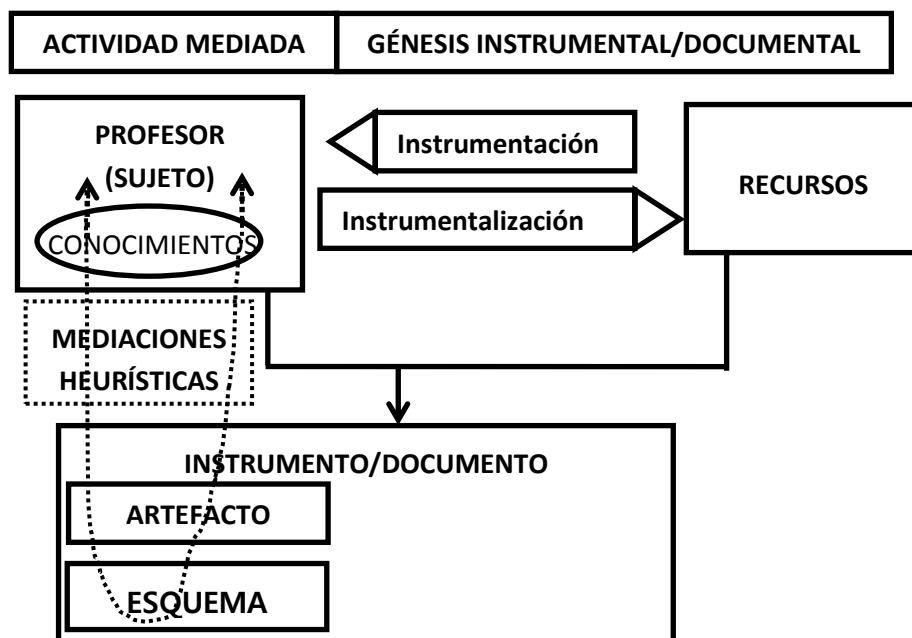 ACTIVIDAD MEDIADA
GÉNESIS INSTRUMENTAL/DOCUMENTAL
PROFESOR
(SUJETO)
CONOCIMIENTOS
Instrumentación
Instrumentalización
RECURSOS
MEDIACIONES
HEURÍSTICAS
INSTRUMENTO/DOCUMENTO
ARTEFACTO
ESQUEMA